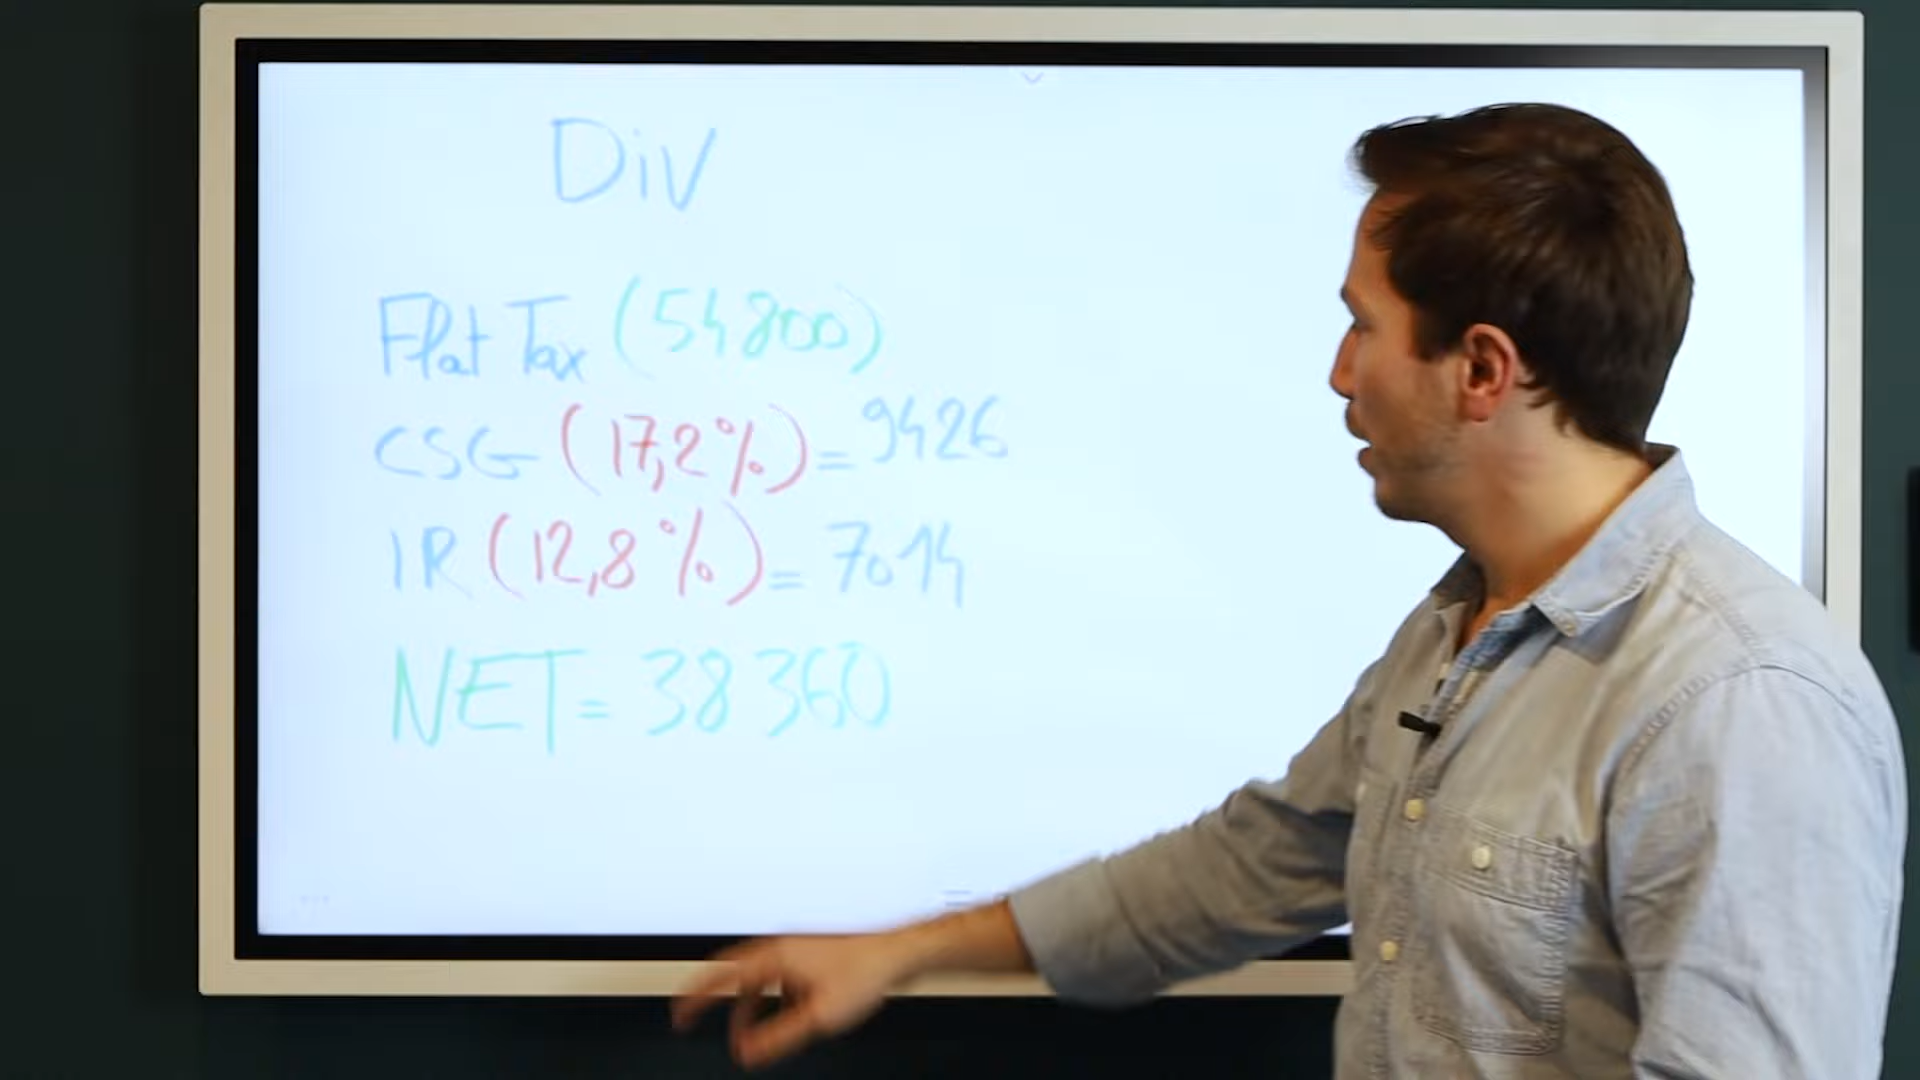 DiV
Flat Tax (54800)
CSG (17,2%) = 9426
IR (12,8%) = 7014
NET = 38360